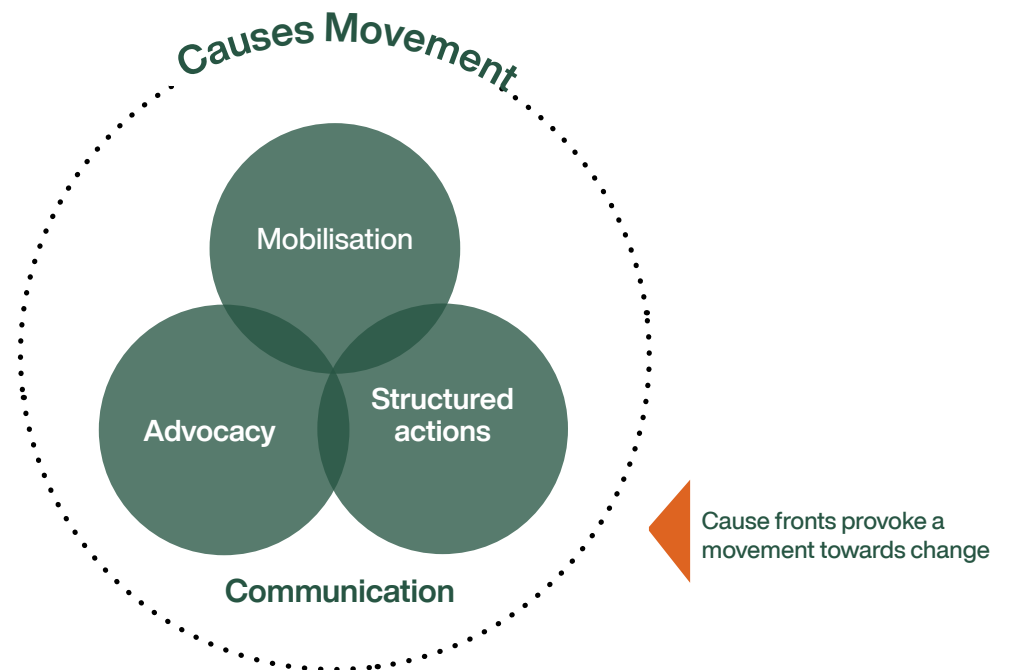 Causes Movement
Mobilisation
Structured
actions
Advocacy
Communication
Cause fronts provoke a
movement towards change